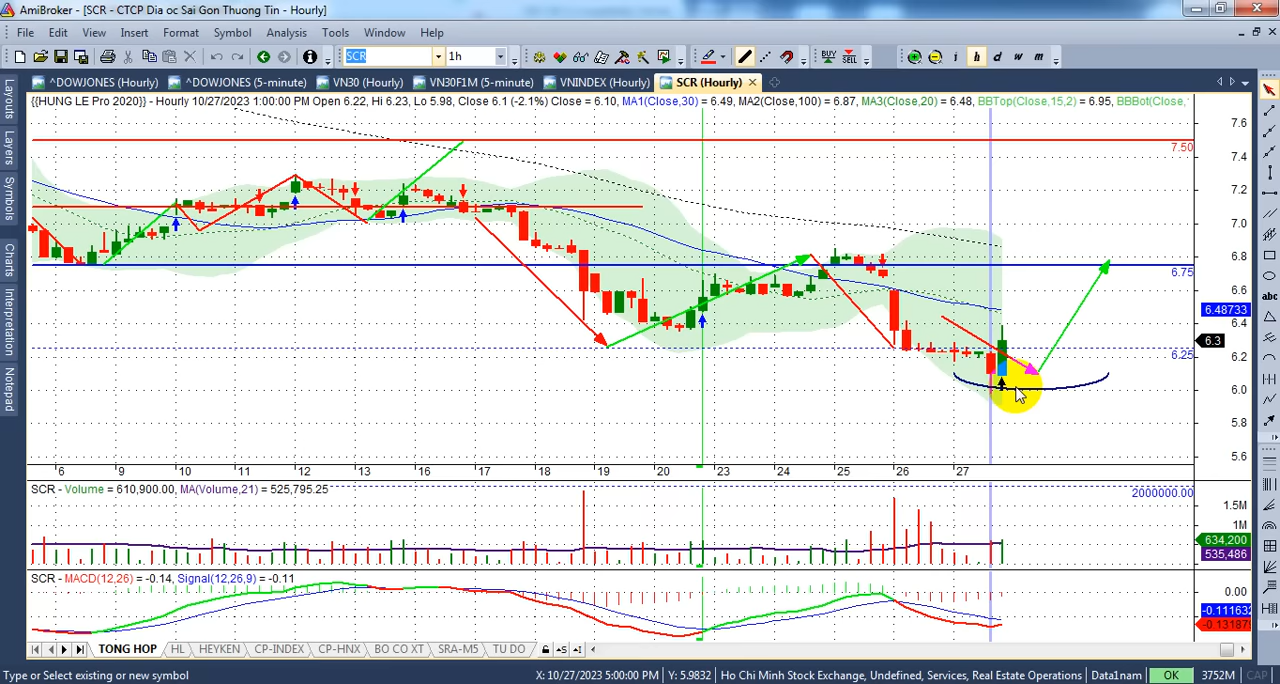 AmiBroker - [SCR - CTCP Dia oc Sai Gon Thuong Tin - Hourly]
File Edit View Insert Format Symbol Analysis Tools Window Help
SCR 1h i BUY SELL i h d w m
^DOWJONES (Hourly) ^DOWJONES (5-minute) VN30 (Hourly) VN30F1M (5-minute) VNINDEX (Hourly) SCR (Hourly)
{{HUNG LE Pro 2020}} - Hourly 10/27/2023 1:00:00 PM Open 6.22, Hi 6.23, Lo 5.98, Close 6.1 (-2.1%) Close = 6.10, MA1(Close,30) = 6.49, MA2(Close,100) = 6.87, MA3(Close,20) = 6.48, BBTop(Close,15,2) = 6.95, BBBot(Close,
Layouts
Layers
Symbols
Charts
Interpretation
Notepad
abc
7.6
7.50
7.4
7.2
7.0
6.8
6.75
6.6
6.48733
6.4
6.3
6.25
6.2
6.0
5.8
5.6
6 9 10 11 12 13 16 17 18 19 20 23 24 25 26 27
SCR - Volume = 610,900.00, MA(Volume,21) = 525,795.25
2000000.00
1.5M
1M
634,200
535,486
SCR - MACD(12,26) = -0.14, Signal(12,26,9) = -0.11
0.00
-0.111632
-0.13187
TONG HOP HL HEYKEN CP-INDEX CP-HNX BO CO XT SRA-M5 TU DO
Type or Select existing or new symbol X: 10/27/2023 5:00:00 PM Y: 5.9832 Ho Chi Minh Stock Exchange, Undefined, Services, Real Estate Operations Data1nam OK 3752M CAP